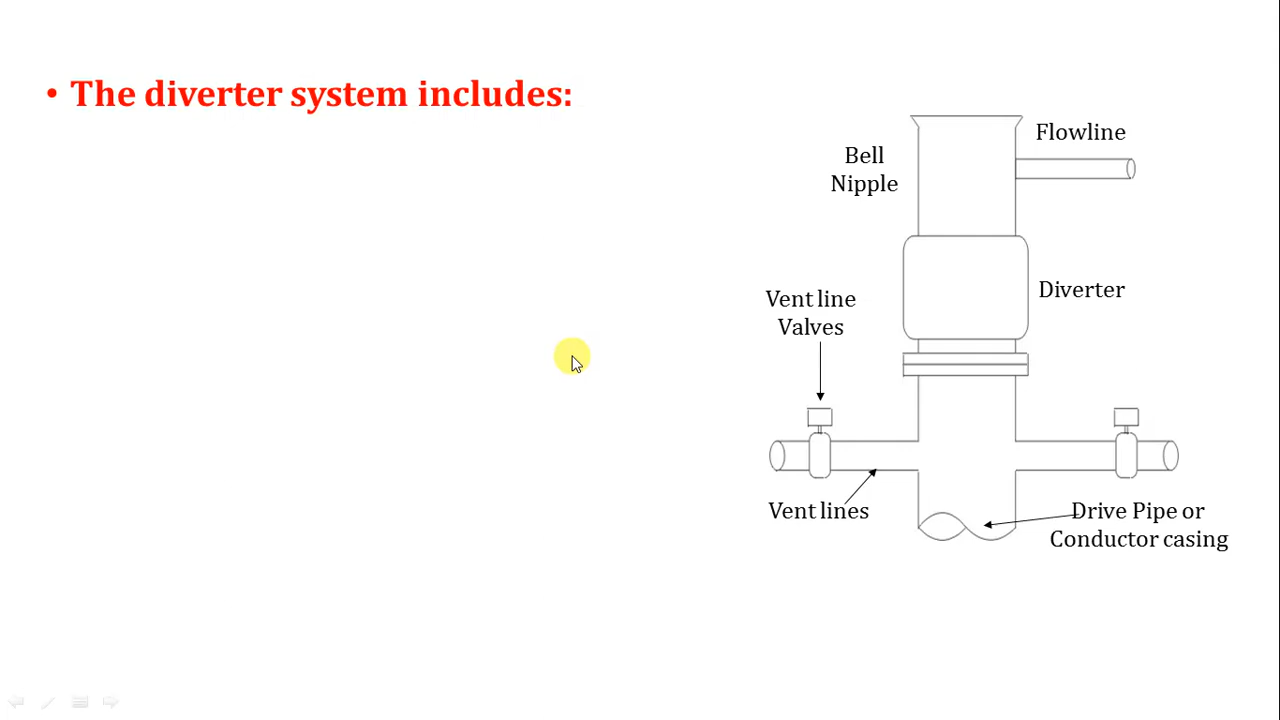 • The diverter system includes:
Flowline
Bell
Nipple
Diverter
Vent line
Valves
Vent lines
Drive Pipe or
Conductor casing